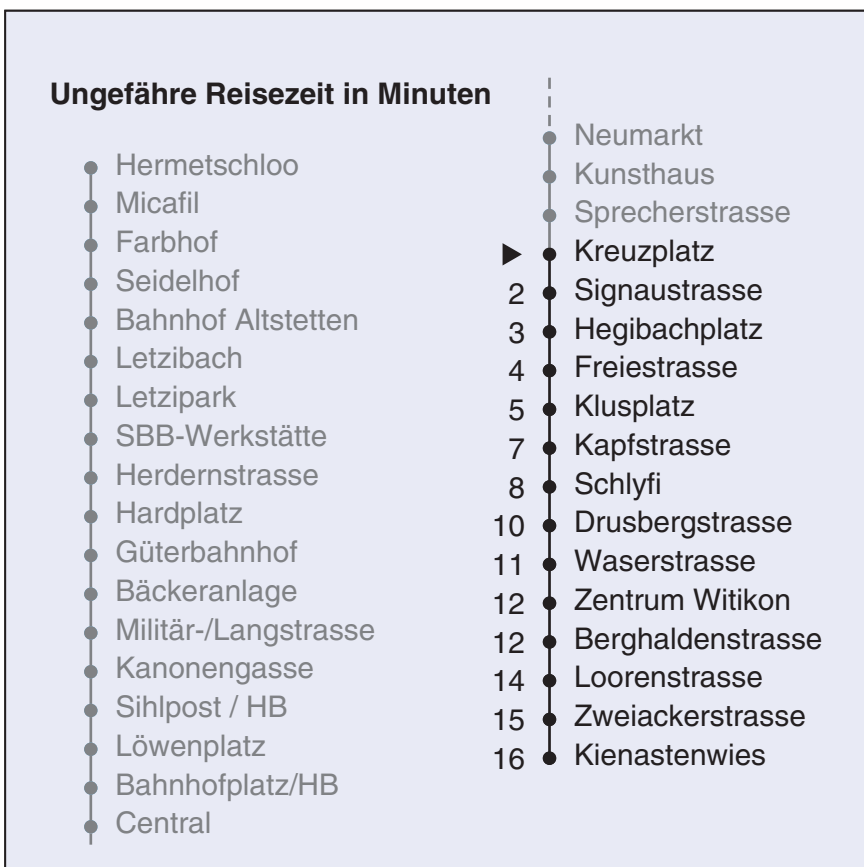 Ungefähre Reisezeit in Minuten
Hermetschloo
Micafil
Farbhof
Seidelhof
Bahnhof Altstetten
Letzibach
Letzipark
SBB-Werkstätte
Herdernstrasse
Hardplatz
Güterbahnhof
Bäckeranlage
Militär-/Langstrasse
Kanonengasse
Sihlpost / HB
Löwenplatz
Bahnhofplatz/HB
Central
Neumarkt
Kunsthaus
Sprecherstrasse
Kreuzplatz
2 Signaustrasse
3 Hegibachplatz
4 Freiestrasse
5 Klusplatz
7 Kapfstrasse
8 Schlyfi
10 Drusbergstrasse
11 Waserstrasse
12 Zentrum Witikon
12 Berghaldenstrasse
14 Loorenstrasse
15 Zweiackerstrasse
16 Kienastenwies